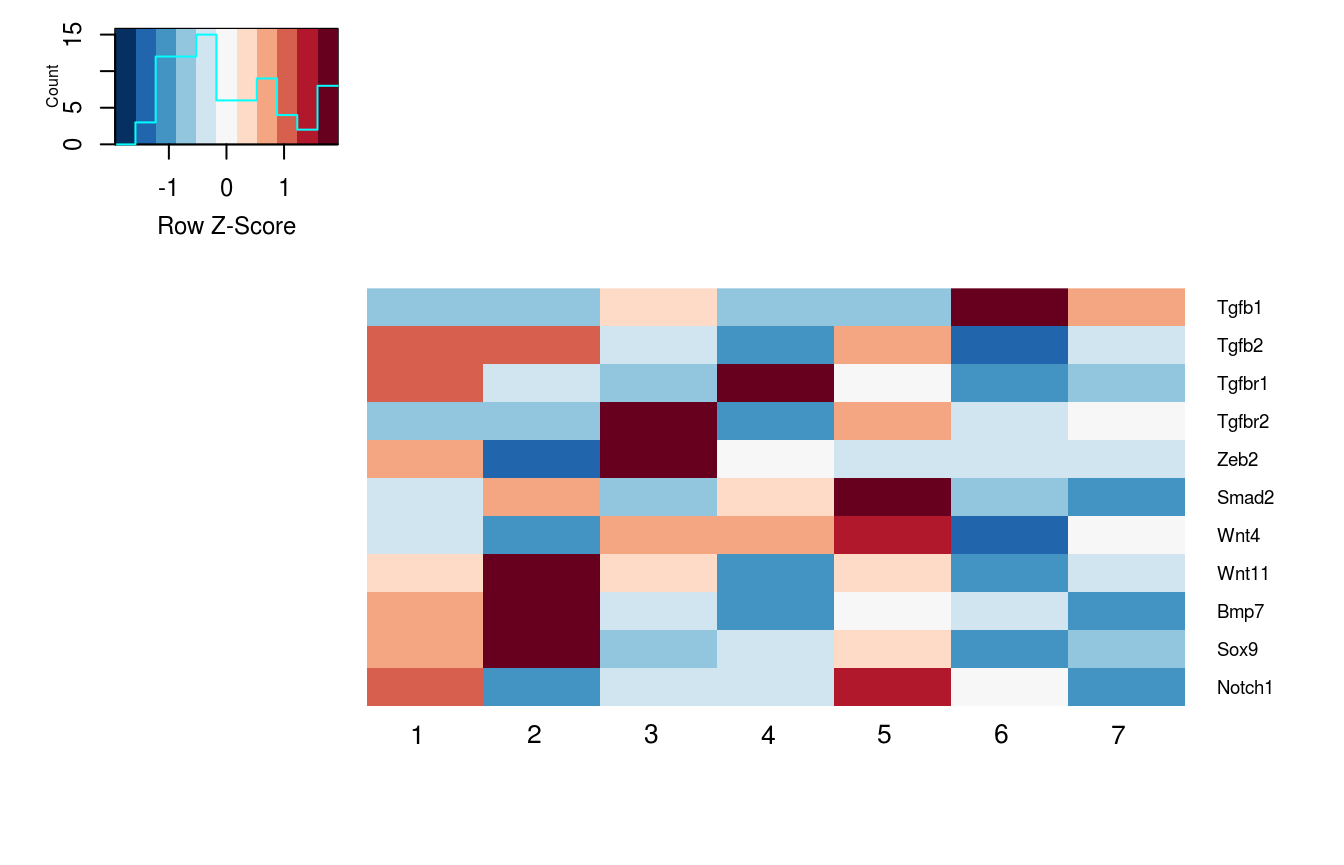 Count
0
5
15
-1 0 1
Row Z-Score
Tgfb1
Tgfb2
Tgfbr1
Tgfbr2
Zeb2
Smad2
Wnt4
Wnt11
Bmp7
Sox9
Notch1
1 2 3 4 5 6 7